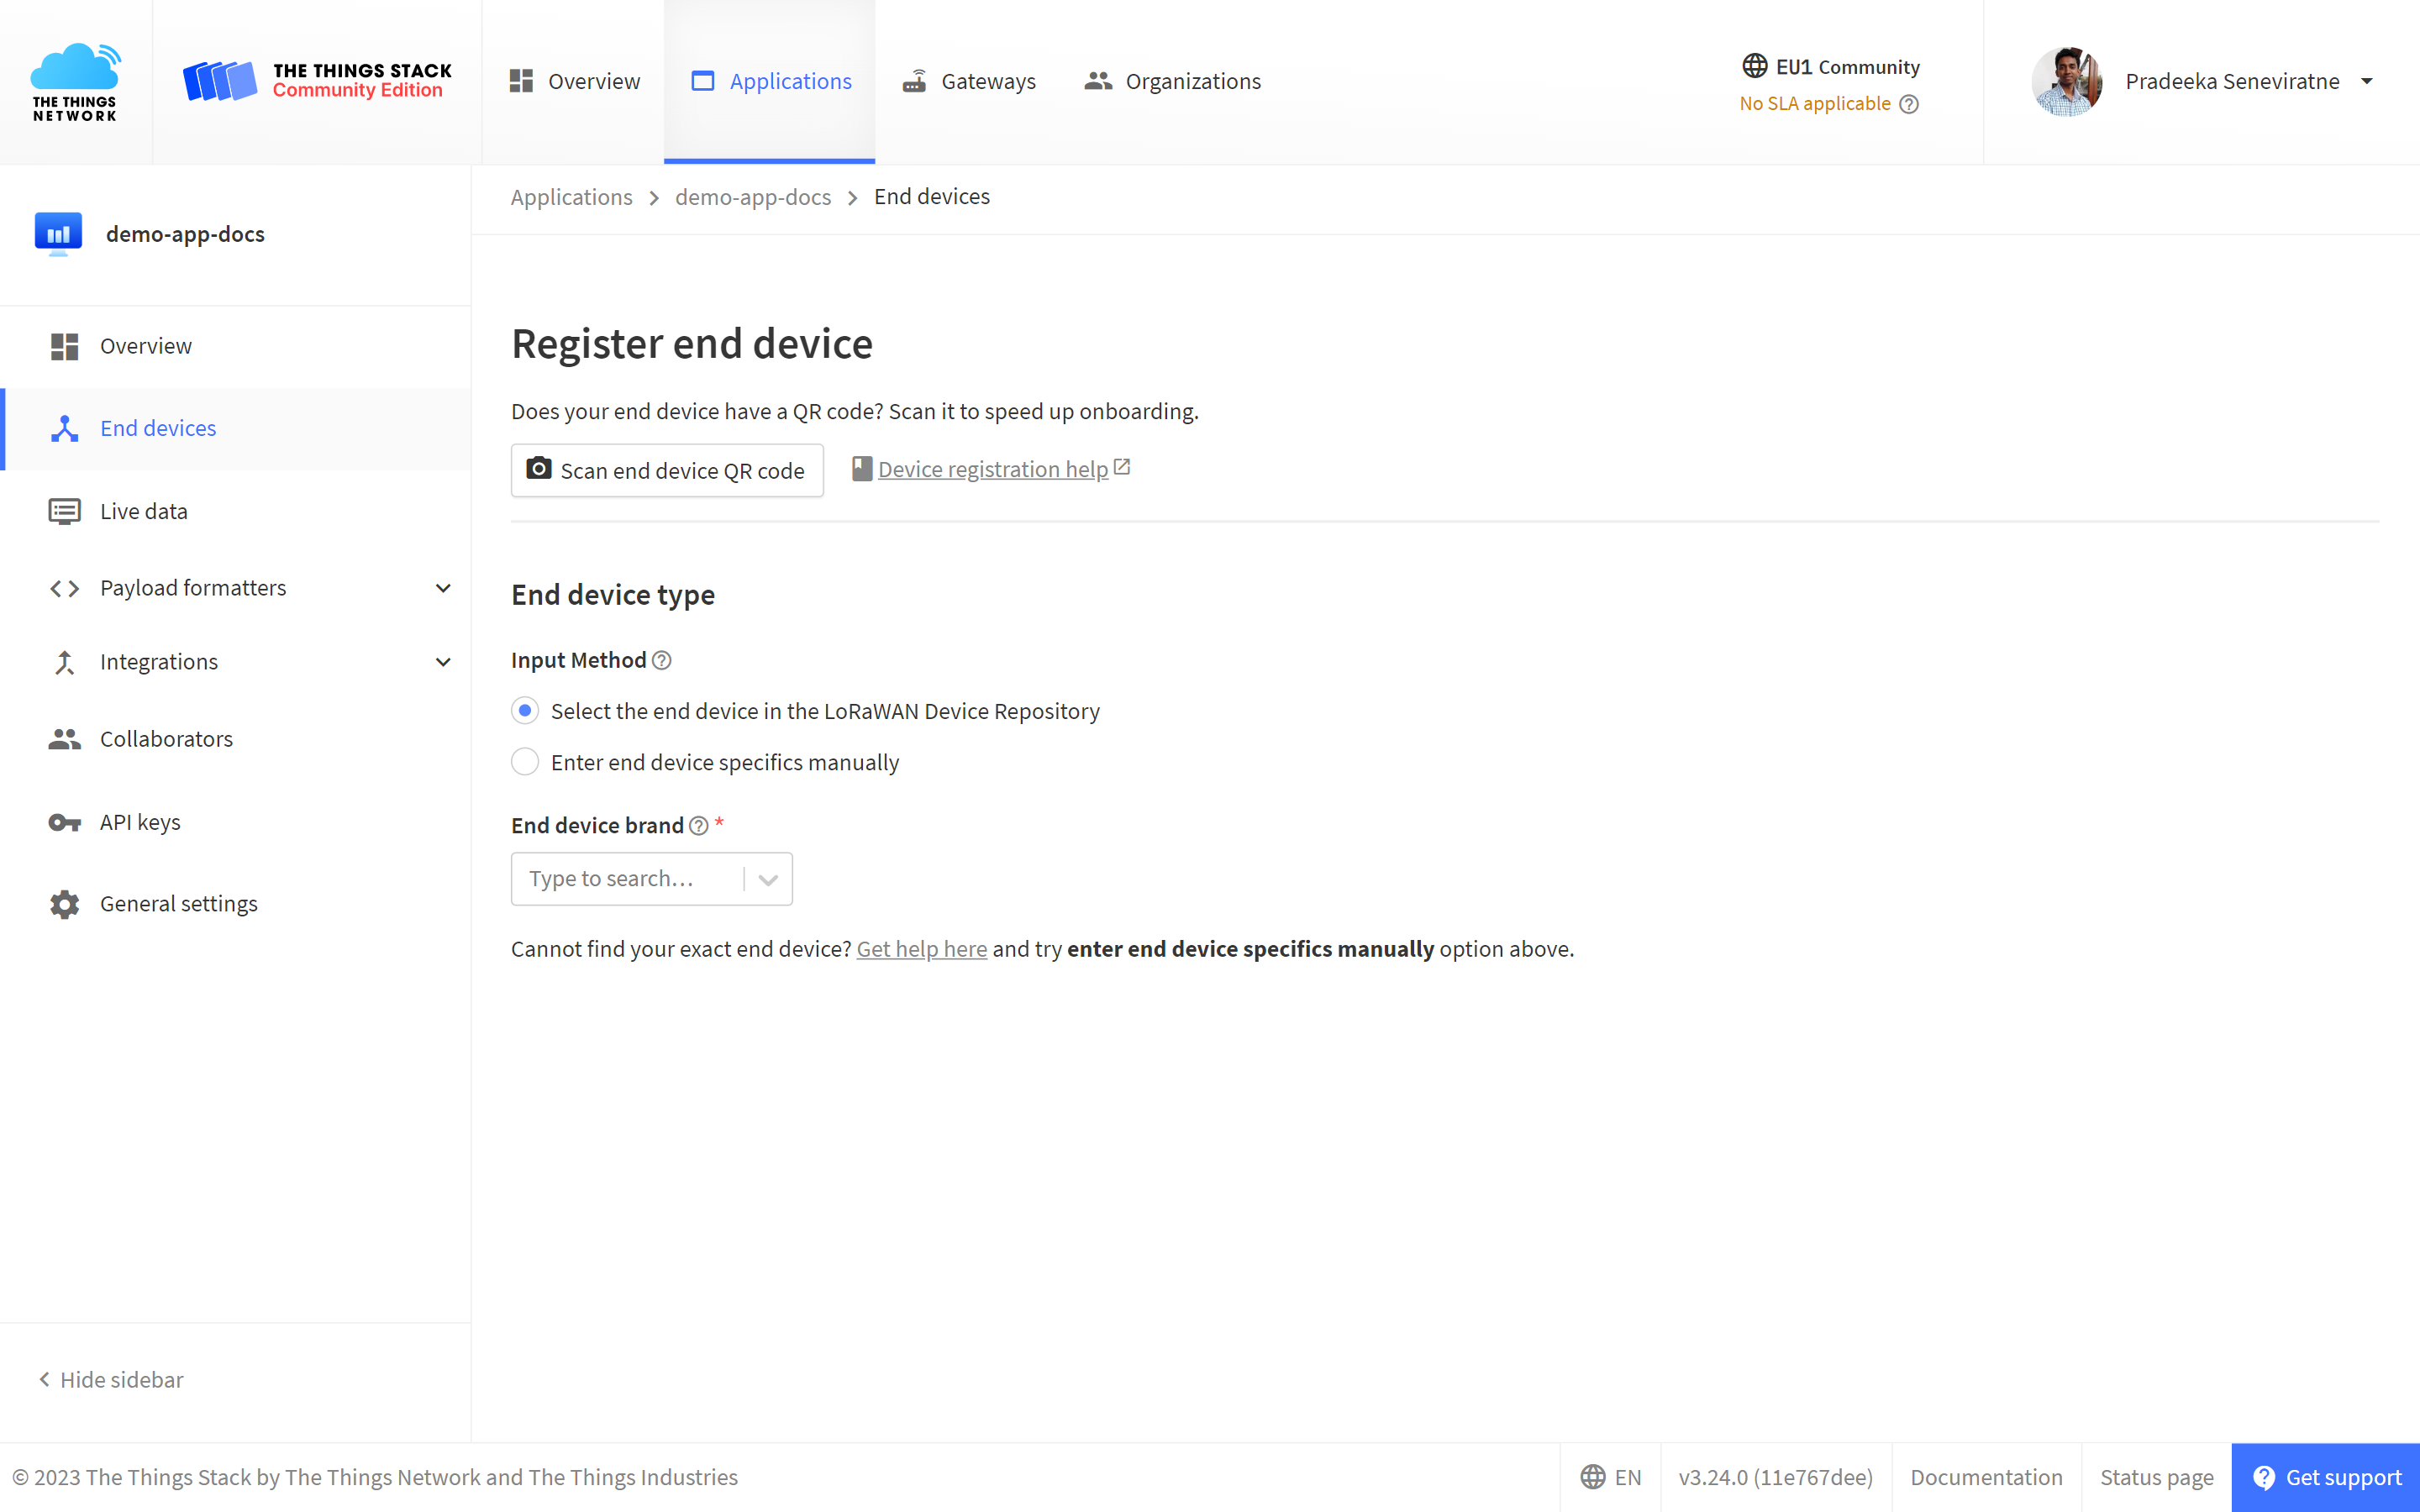 THE THINGS
NETWORK
THE THINGS STACK
Community Edition
Overview
Applications
Gateways
Organizations
EU1 Community
No SLA applicable
Pradeeka Seneviratne
demo-app-docs
Overview
End devices
Live data
Payload formatters
Integrations
Collaborators
API keys
General settings
Hide sidebar
Applications > demo-app-docs > End devices
Register end device
Does your end device have a QR code? Scan it to speed up onboarding.
Scan end device QR code
Device registration help
End device type
Input Method
Select the end device in the LoRaWAN Device Repository
Enter end device specifics manually
End device brand *
Type to search...
Cannot find your exact end device? Get help here and try enter end device specifics manually option above.
© 2023 The Things Stack by The Things Network and The Things Industries
EN
v3.24.0 (11e767dee)
Documentation
Status page
Get support